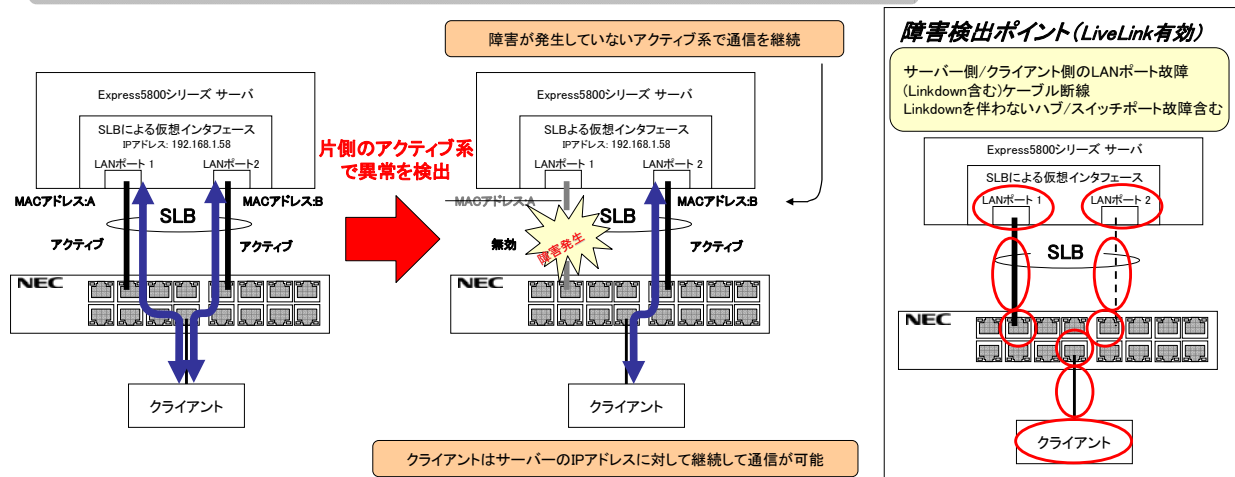 障害が発生していないアクティブ系で通信を継続
Express5800シリーズ サーバ
SLBによる仮想インタフェース
IPアドレス: 192.168.1.58
LANポート 1
LANポート2
MACアドレス:A
MACアドレス:B
SLB
アクティブ
アクティブ
NEC
クライアント
片側のアクティブ系
で異常を検出
Express5800シリーズ サーバ
SLBよる仮想インタフェース
IPアドレス: 192.168.1.58
LANポート 1
LANポート 2
MACアドレス:A
MACアドレス:B
SLB
無効
障害発生
アクティブ
NEC
クライアント
クライアントはサーバーのIPアドレスに対して継続して通信が可能
障害検出ポイント(LiveLink有効)
サーバー側/クライアント側のLANポート故障
(Linkdown含む)ケーブル断線
Linkdownを伴わないハブ/スイッチポート故障含む
Express5800シリーズ サーバ
SLBによる仮想インタフェース
LANポート 1
LANポート 2
SLB
NEC
クライアント